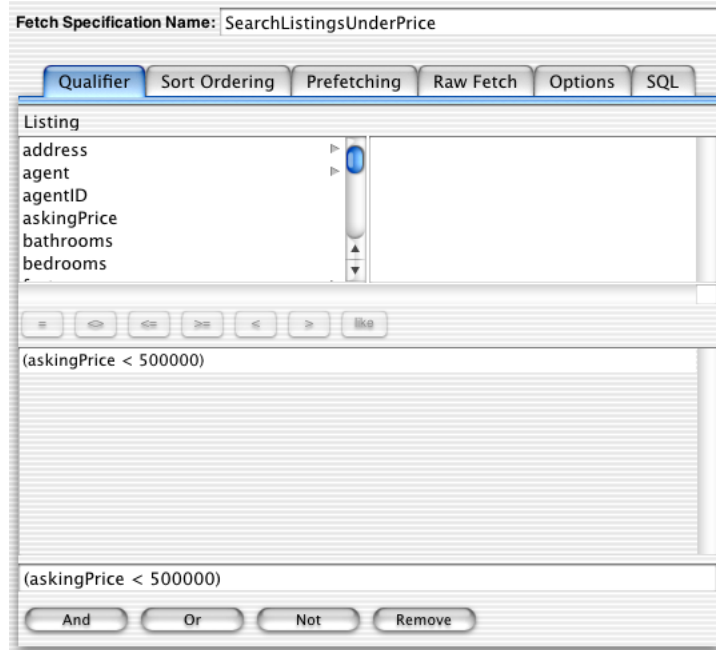 Fetch Specification Name: SearchListingsUnderPrice
Qualifier Sort Ordering Prefetching Raw Fetch Options SQL
Listing
address
agent
agentID
askingPrice
bathrooms
bedrooms
= <> <= >= < > like
(askingPrice < 500000)
(askingPrice < 500000)
And Or Not Remove